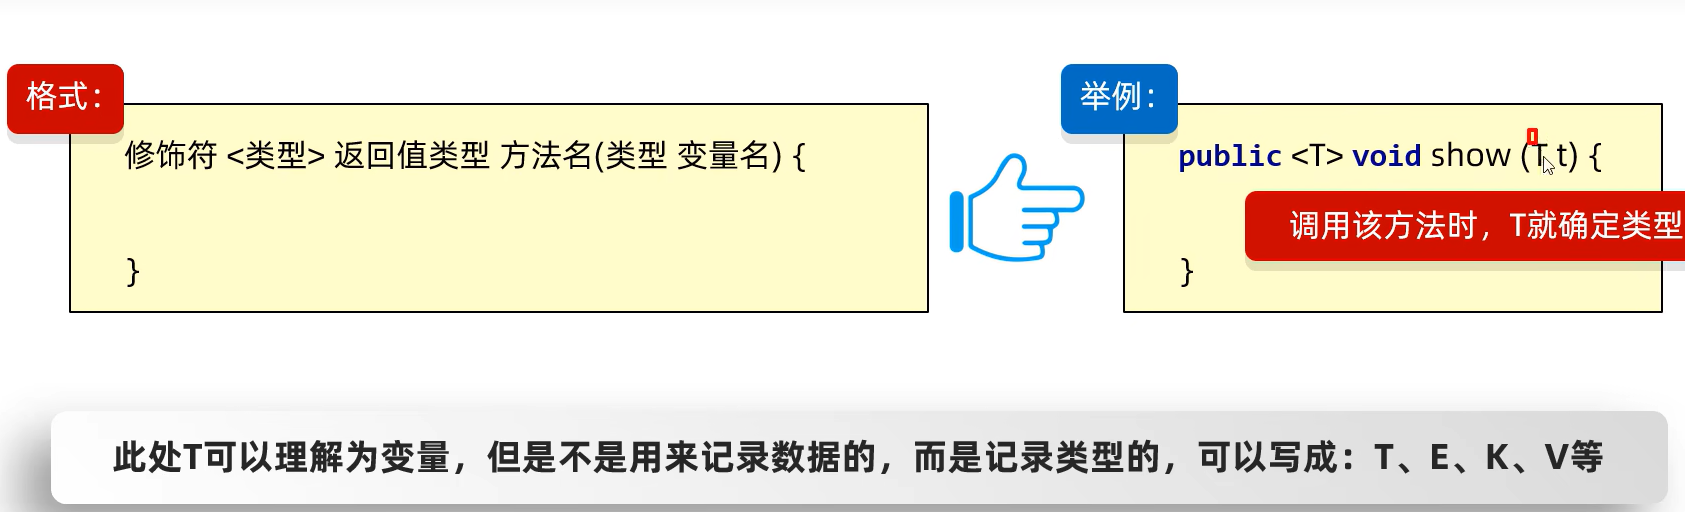 格式：
修饰符 <类型> 返回值类型 方法名(类型 变量名) {
}
举例：
public <T> void show (T t) {
调用该方法时，T就确定类型
}
此处T可以理解为变量，但是不是用来记录数据的，而是记录类型的，可以写成：T、E、K、V等